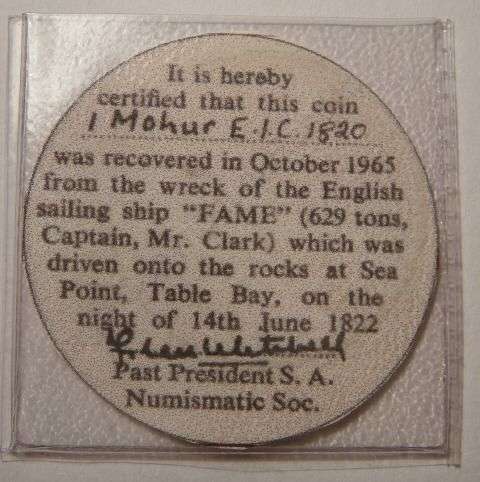 It is hereby
certified that this coin
1 Mohur E.I.C. 1820
was recovered in October 1965
from the wreck of the English
sailing ship "FAME" (629 tons,
Captain, Mr. Clark) which was
driven onto the rocks at Sea
Point, Table Bay, on the
night of 14th June 1822
Past President S. A.
Numismatic Soc.